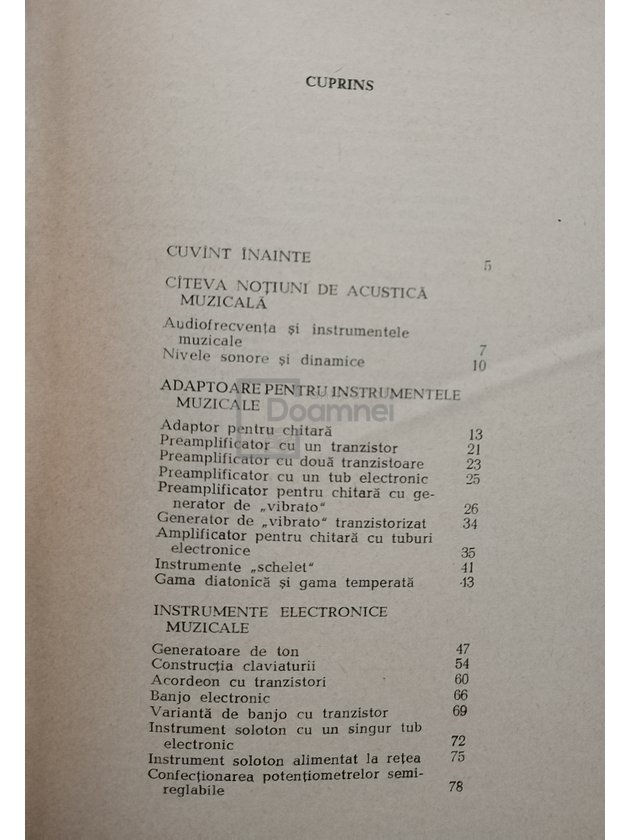 CUPRINS
CUVÎNT ÎNAINTE 5
CÎTEVA NOȚIUNI DE ACUSTICĂ
MUZICALĂ
Audiofrecvența și instrumentele
muzicale 7
Nivele sonore și dinamice 10
ADAPTOARE PENTRU INSTRUMENTELE
MUZICALE
Doamnei
Adaptor pentru chitară 13
Preamplificator cu un tranzistor 21
Preamplificator cu două tranzistoare 23
Preamplificator cu un tub electronic 25
Preamplificator pentru chitară cu ge-
nerator de „vibrato“ 26
Generator de „vibrato“ tranzistorizat 34
Amplificator pentru chitară cu tuburi
electronice 35
Instrumente „schelet“ 41
Gama diatonică și gama temperată 43
INSTRUMENTE ELECTRONICE
MUZICALE
Generatoare de ton 47
Construcția claviaturii 54
Acordeon cu tranzistori 60
Banjo electronic 66
Variantă de banjo cu tranzistor 69
Instrument soloton cu un singur tub
electronic 72
Instrument soloton alimentat la rețea 75
Confecționarea potențiometrelor semi-
reglabile 78